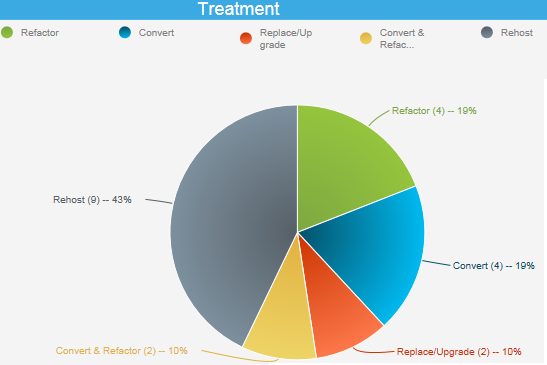 Treatment
Refactor
Convert
Replace/Up
grade
Convert &
Refac...
Rehost
Refactor (4) -- 19%
Rehost (9) -- 43%
Convert (4) -- 19%
Convert & Refactor (2) -- 10%
Replace/Upgrade (2) -- 10%